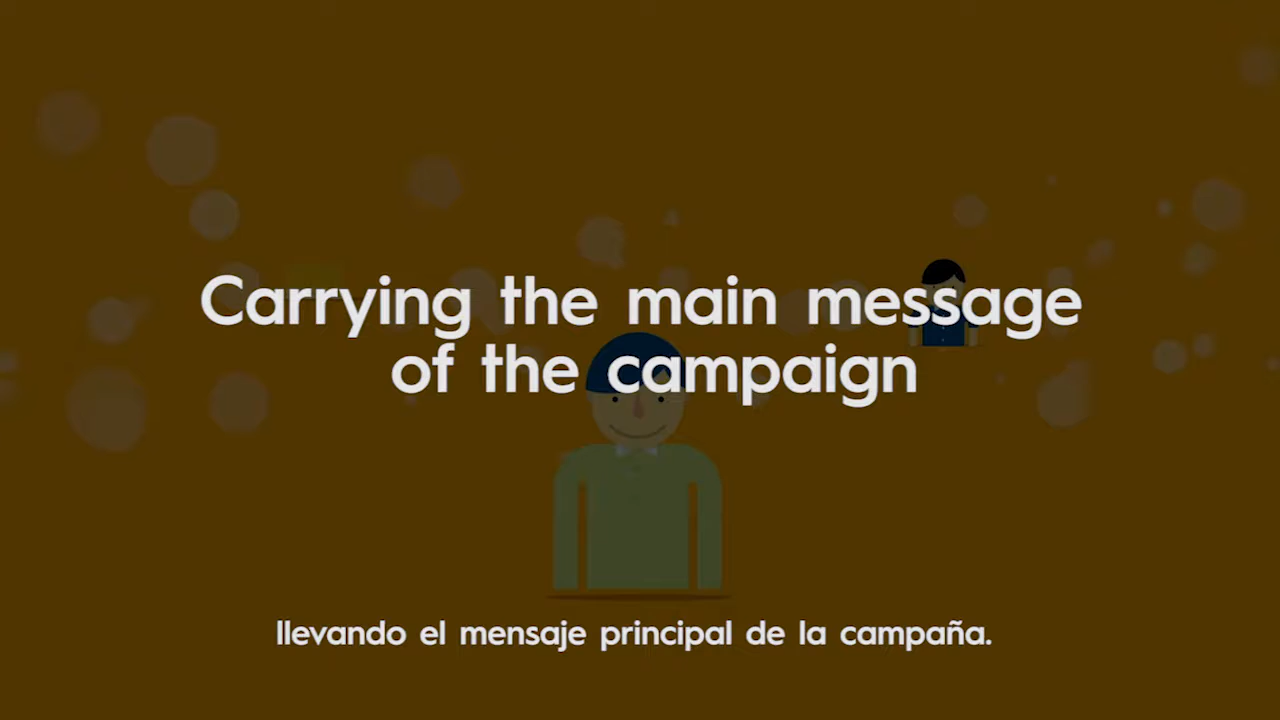 Carrying the main message
of the campaign
llevando el mensaje principal de la campaña.